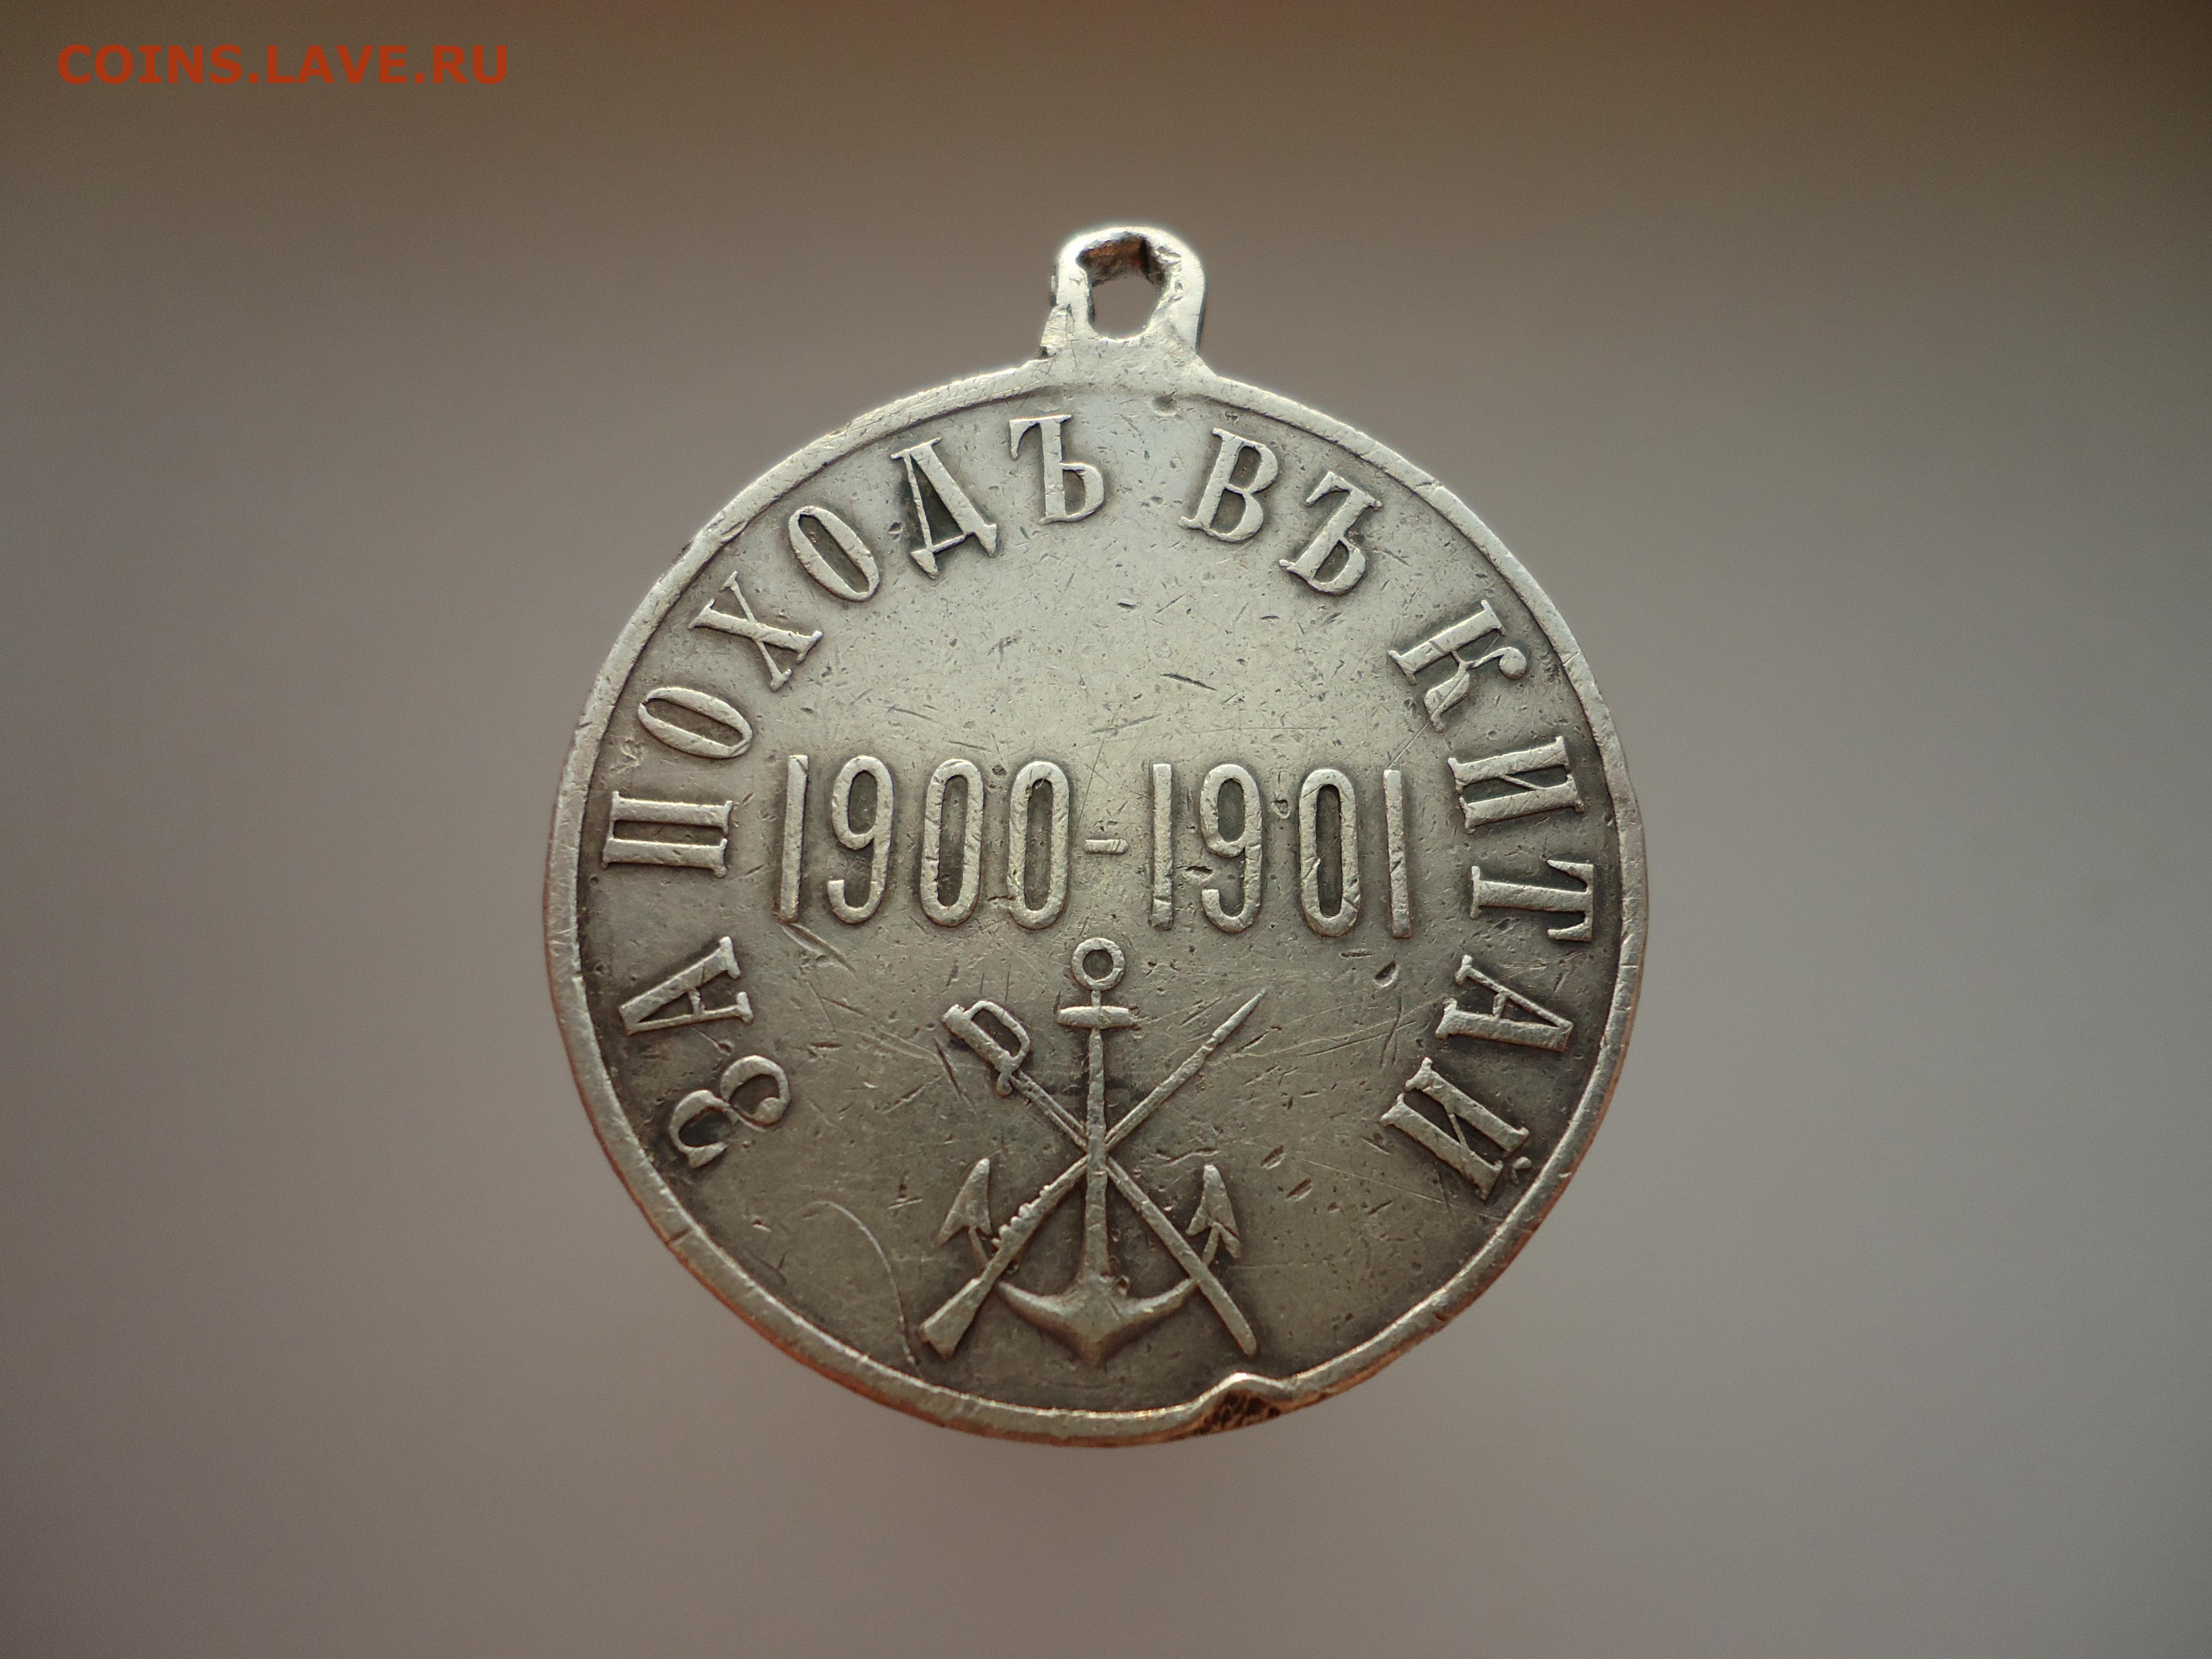 COINS.LAVE.RU
ЗА ПОХОДЪ ВЪ КИТАЙ
1900-1901